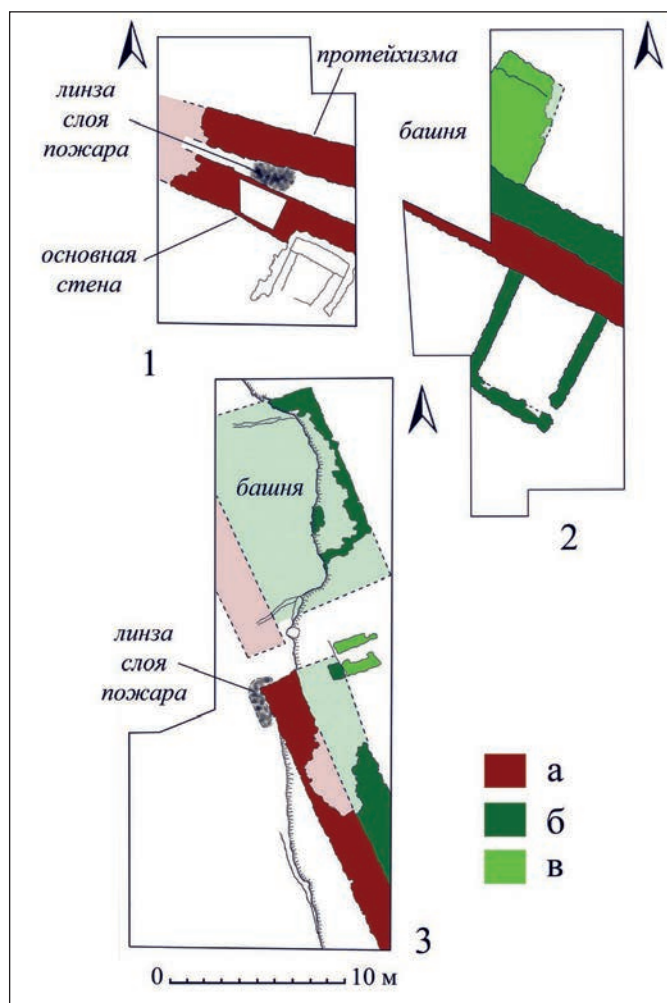 протейхизма
линза
слоя
пожара
основная
стена
1
башня
2
башня
линза
слоя
пожара
3
а
б
в
0 10 м